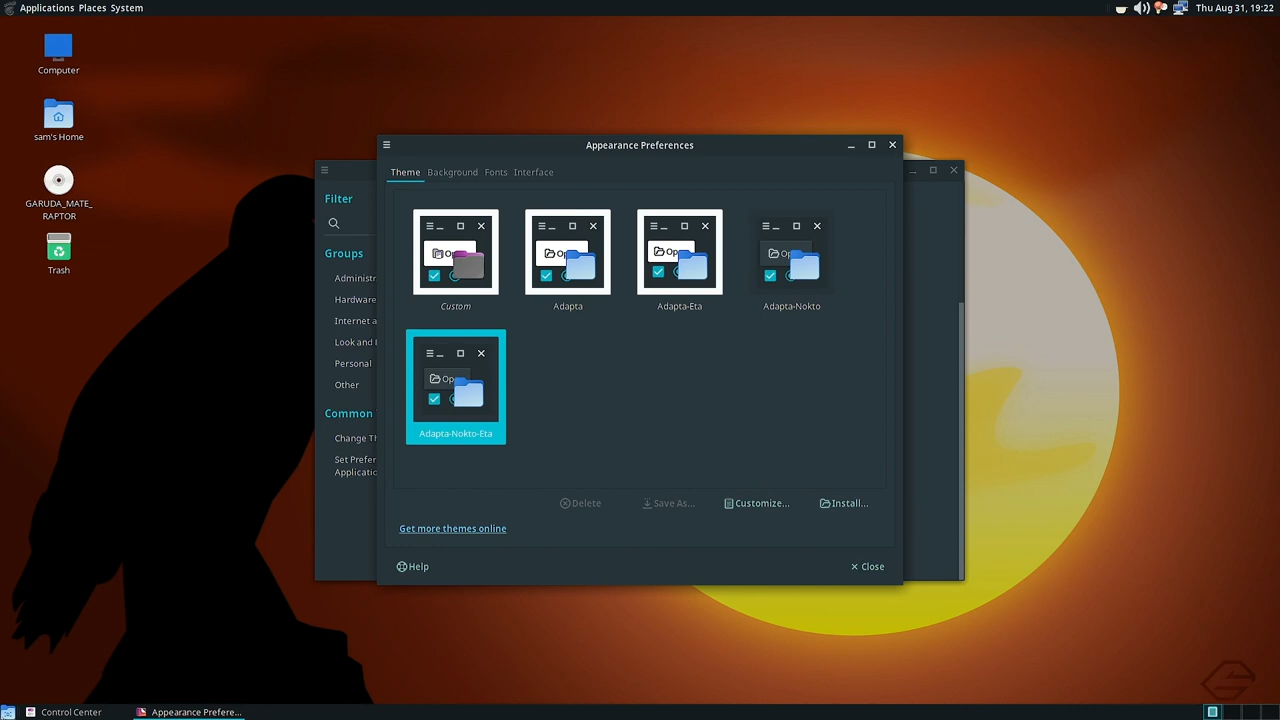 Applications Places System
Thu Aug 31, 19:22
Computer
sam's Home
GARUDA_MATE_
RAPTOR
Trash
Appearance Preferences
Theme Background Fonts Interface
Custom
Adapta
Adapta-Eta
Adapta-Nokto
Adapta-Nokto-Eta
Delete
Save As...
Customize...
Install...
Get more themes online
Help
Close
Filter
Groups
Administr
Hardware
Internet a
Look and
Personal
Other
Common
Change Th
Set Prefer
Applicatio
Control Center
Appearance Prefere...